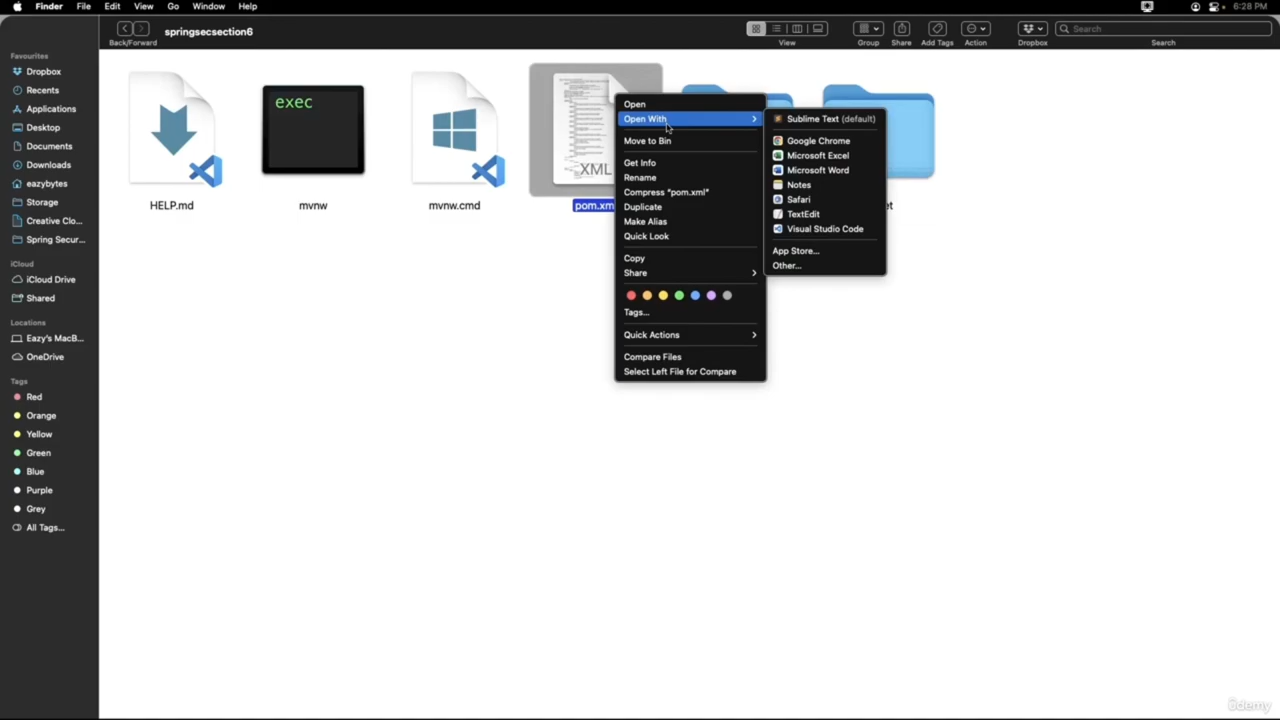 Finder File Edit View Go Window Help 6:28 PM
springsecsection6
Back/Forward View Group Share Add Tags Action Dropbox Search
Search
Favourites
Dropbox
Recents
Applications
Desktop
Documents
Downloads
eazybytes
Storage
Creative Clo...
Spring Secur...
iCloud
iCloud Drive
Shared
Locations
Eazy's MacB...
OneDrive
Tags
Red
Orange
Yellow
Green
Blue
Purple
Grey
All Tags...
exec
XML
HELP.md
mvnw
mvnw.cmd
pom.xm
et
Open
Open With
Move to Bin
Get Info
Rename
Compress "pom.xml"
Duplicate
Make Alias
Quick Look
Copy
Share
Tags...
Quick Actions
Compare Files
Select Left File for Compare
Sublime Text (default)
Google Chrome
Microsoft Excel
Microsoft Word
Notes
Safari
TextEdit
Visual Studio Code
App Store...
Other...
ûdemy